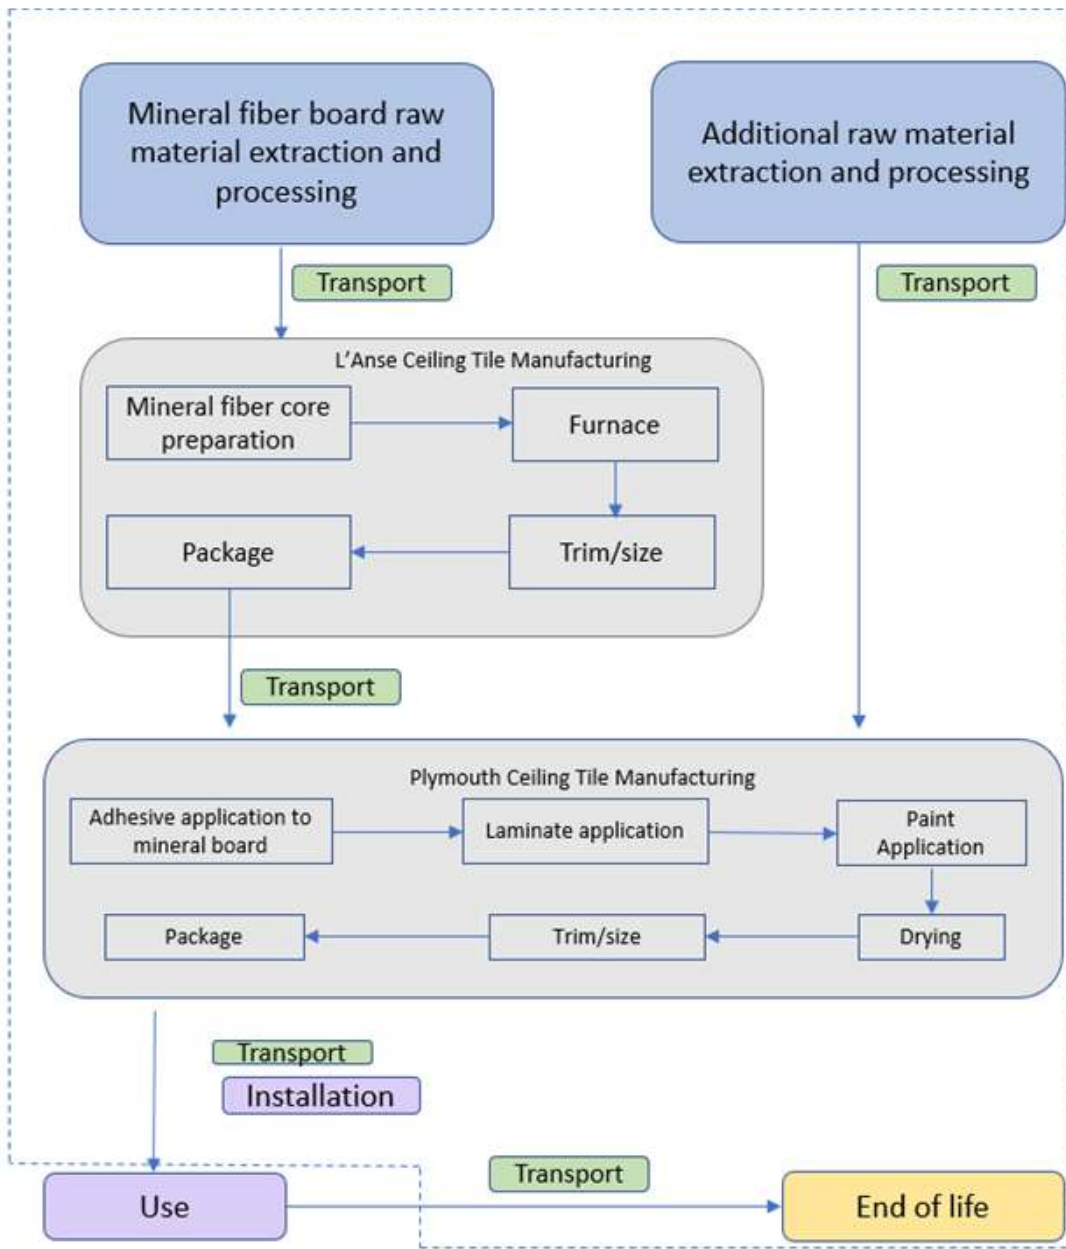 Mineral fiber board raw
material extraction and
processing
Additional raw material
extraction and processing
Transport
Transport
L'Anse Ceiling Tile Manufacturing
Mineral fiber core
preparation
Furnace
Package
Trim/size
Transport
Plymouth Ceiling Tile Manufacturing
Adhesive application to
mineral board
Laminate application
Paint
Application
Package
Trim/size
Drying
Transport
Installation
Transport
Use
End of life